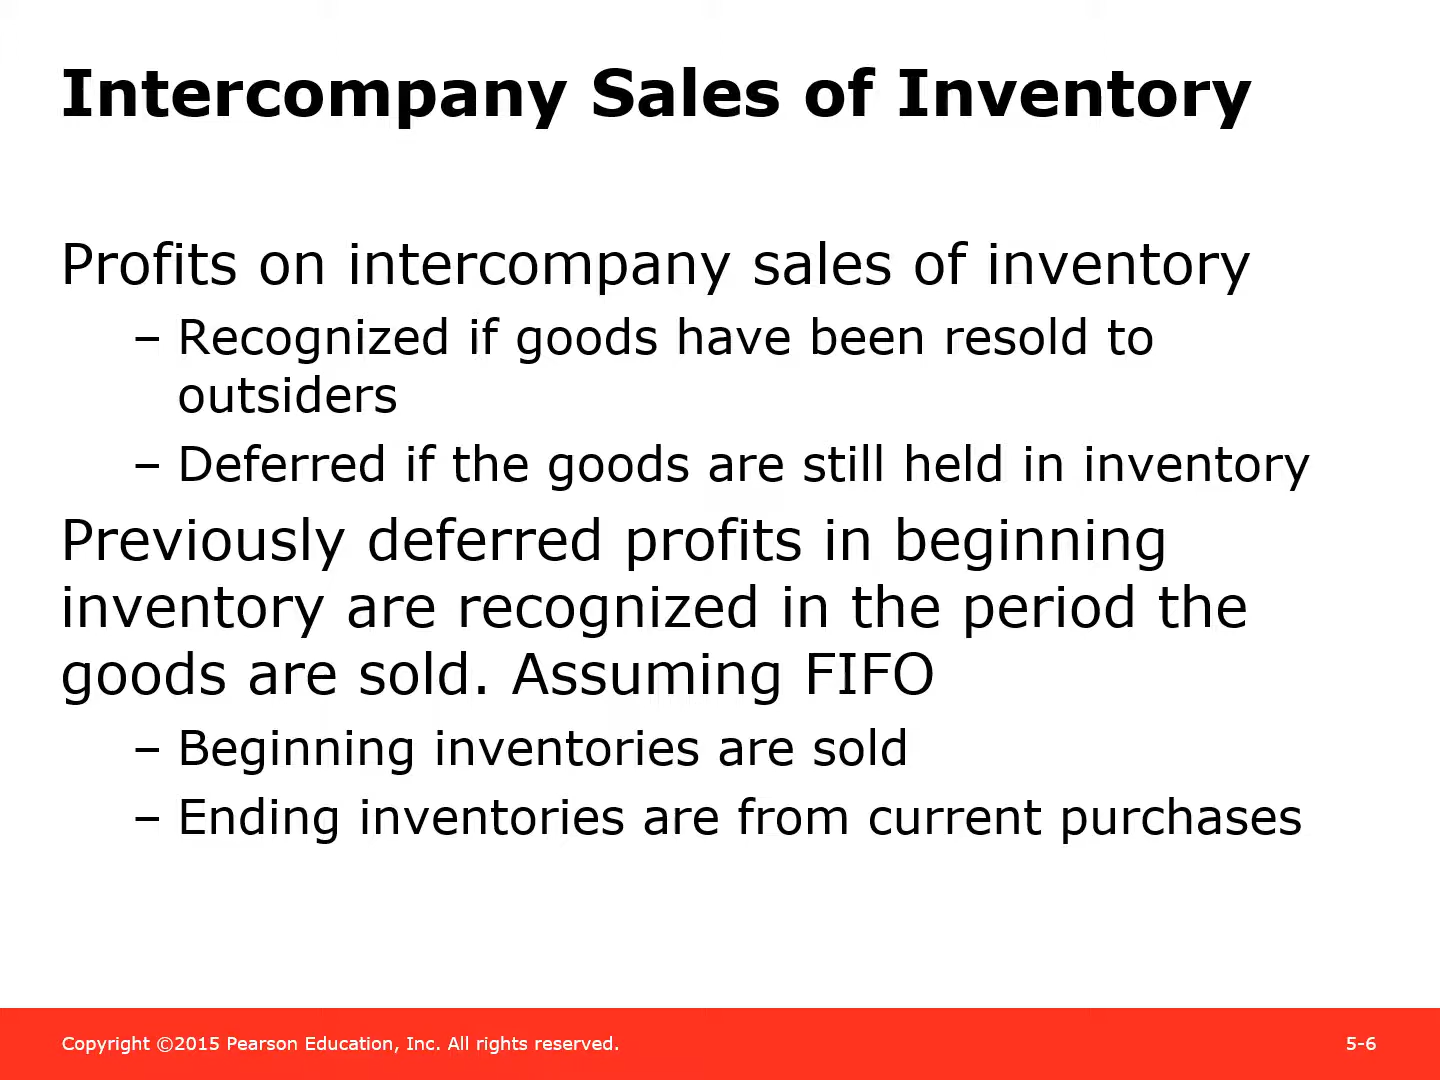 Intercompany Sales of Inventory
Profits on intercompany sales of inventory
– Recognized if goods have been resold to
outsiders
– Deferred if the goods are still held in inventory
Previously deferred profits in beginning
inventory are recognized in the period the
goods are sold. Assuming FIFO
– Beginning inventories are sold
– Ending inventories are from current purchases
Copyright ©2015 Pearson Education, Inc. All rights reserved.
5-6